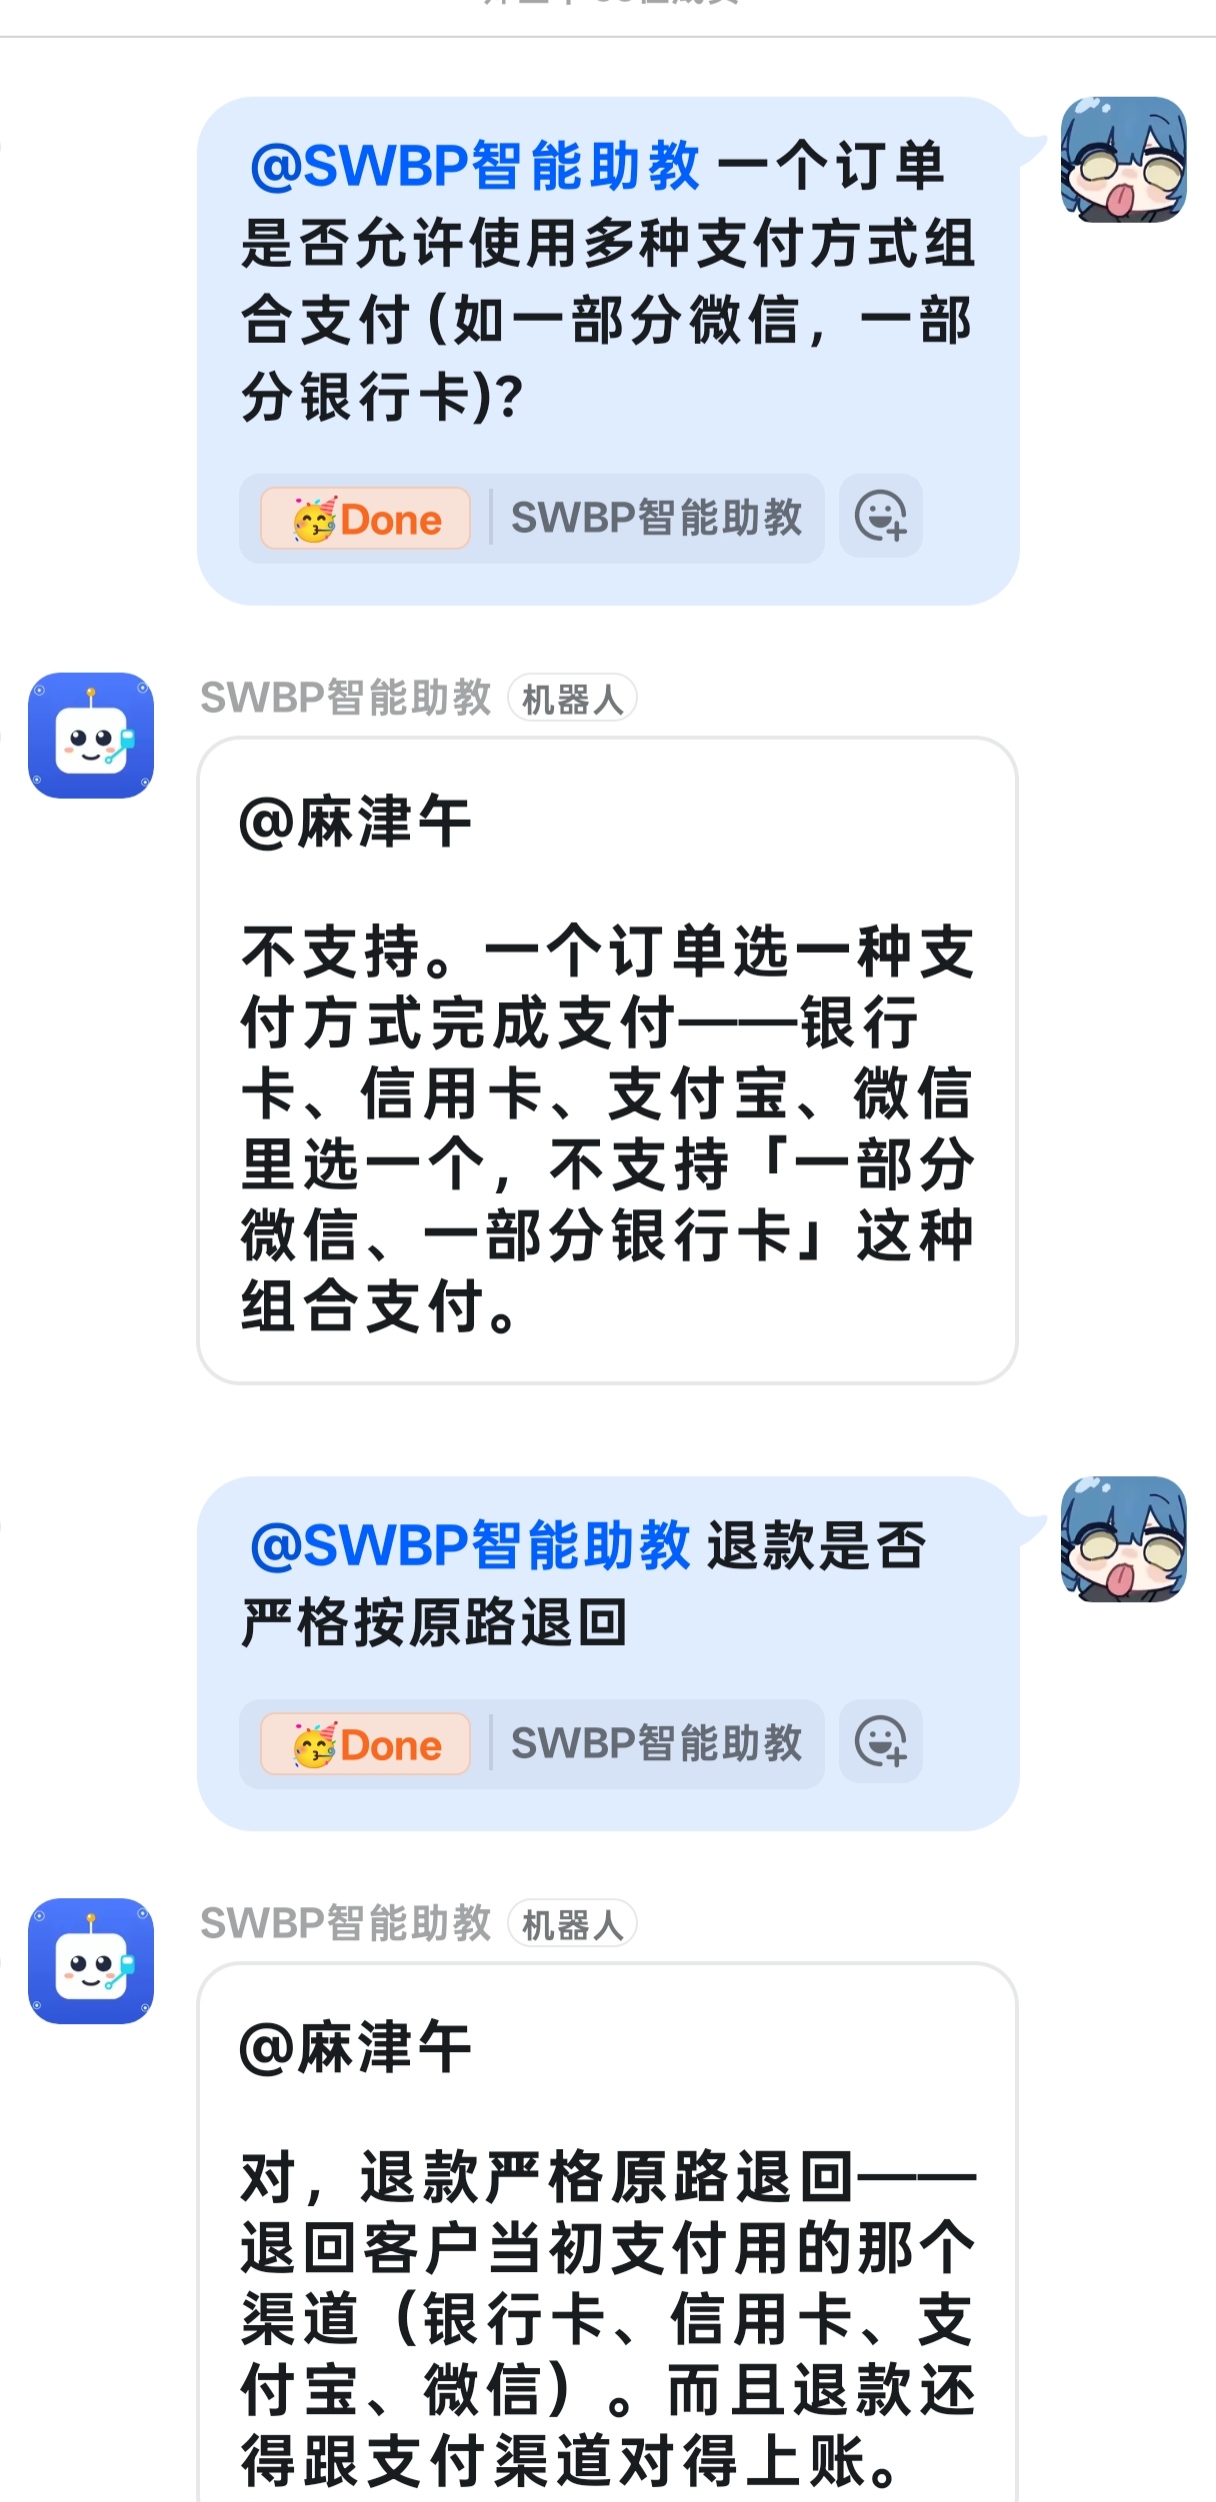 @SWBP智能助教 一个订单
是否允许使用多种支付方式组
合支付（如一部分微信，一部
分银行卡）？
Done SWBP智能助教
SWBP智能助教 机器人
@麻津午
不支持。一个订单选一种支
付方式完成支付——银行
卡、信用卡、支付宝、微信
里选一个，不支持「一部分
微信、一部分银行卡」这种
组合支付。
@SWBP智能助教 退款是否
严格按原路退回
Done SWBP智能助教
SWBP智能助教 机器人
@麻津午
对，退款严格原路退回——
退回客户当初支付用的那个
渠道（银行卡、信用卡、支
付宝、微信）。而且退款还
得跟支付渠道对得上账。